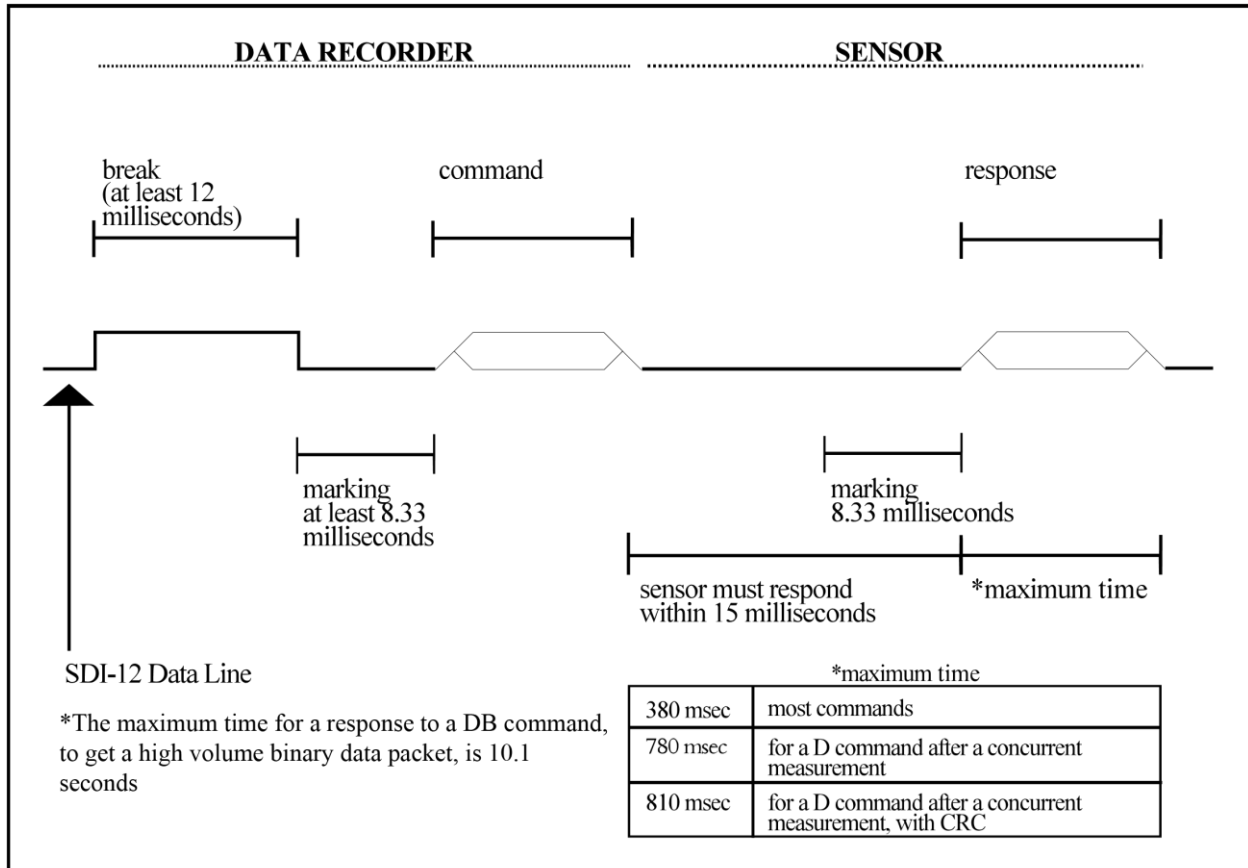 DATA RECORDER
SENSOR
break
(at least 12
milliseconds)
command
response
marking
at least 8.33
milliseconds
marking
8.33 milliseconds
sensor must respond
within 15 milliseconds
*maximum time
SDI-12 Data Line
*The maximum time for a response to a DB command,
to get a high volume binary data packet, is 10.1
seconds
*maximum time
380 msec
most commands
780 msec
for a D command after a concurrent
measurement
810 msec
for a D command after a concurrent
measurement, with CRC